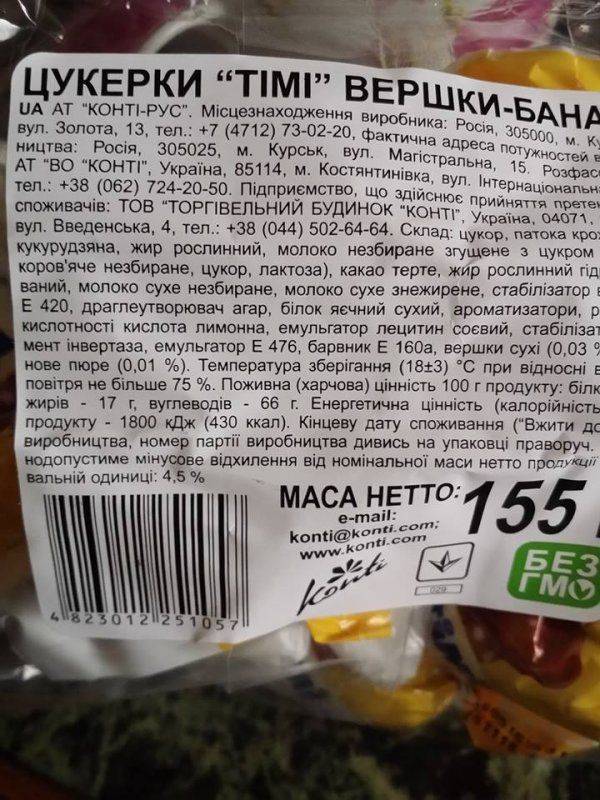 ЦУКЕРКИ “ТІМІ” ВЕРШКИ-БАНА
UA АТ “КОНТІ-РУС”. Місцезнаходження виробника: Росія, 305000, м. Ку
вул. Золота, 13, тел.: +7 (4712) 73-02-20, фактична адреса потужностей в
ництва: Росія, 305025, м. Курськ, вул. Магістральна, 15. Розфас
АТ “ВО “КОНТІ”, Україна, 85114, м. Костянтинівка, вул. Інтернаціональн
тел.: +38 (062) 724-20-50. Підприємство, що здійснює прийняття претен
споживачів: ТОВ “ТОРГІВЕЛЬНИЙ БУДИНОК “КОНТІ”, Україна, 04071,
вул. Введенська, 4, тел.: +38 (044) 502-64-64. Склад: цукор, патока кро
кукурудзяна, жир рослинний, молоко незбиране згущене з цукром
коров'яче незбиране, цукор, лактоза), какао терте, жир рослинний гід
ваний, молоко сухе незбиране, молоко сухе знежирене, стабілізатор в
Е 420, драглеутворювач агар, білок яєчний сухий, ароматизатори, р
кислотності кислота лимонна, емульгатор лецитин соєвий, стабілізат
мент інвертаза, емульгатор Е 476, барвник Е 160а, вершки сухі (0,03 %
нове пюре (0,01 %). Температура зберігання (18±3) °С при відносні в
повітря не більше 75 %. Поживна (харчова) цінність 100 г продукту: білк
жирів - 17 г, вуглеводів - 66 г. Енергетична цінність (калорійність
продукту - 1800 кДж (430 ккал). Кінцеву дату споживання (“Вжити до
виробництва, номер партії виробництва дивись на упаковці праворуч.
нодопустиме мінусове відхилення від номінальної маси нетто продукції
вальній одиниці: 4,5 %
МАСА НЕТТО: 155
e-mail:
konti@konti.com;
www.konti.com
Konti
029
БЕЗ
ГМО
4 823012 251057